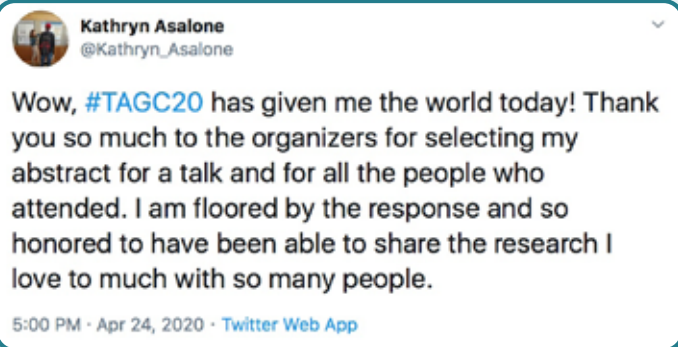 Kathryn Asalone
@Kathryn_Asalone
Wow, #TAGC20 has given me the world today! Thank
you so much to the organizers for selecting my
abstract for a talk and for all the people who
attended. I am floored by the response and so
honored to have been able to share the research I
love to much with so many people.
5:00 PM · Apr 24, 2020 · Twitter Web App